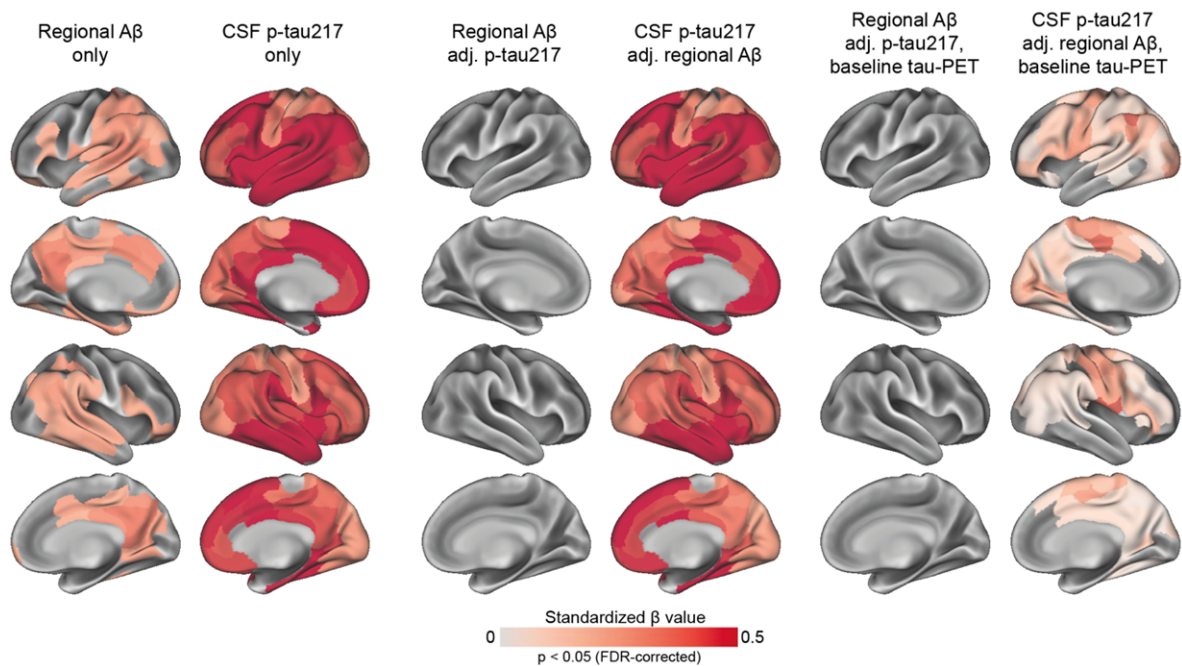 Regional Aβ
only
CSF p-tau217
only
Regional Aβ
adj. p-tau217
CSF p-tau217
adj. regional Aβ
Regional Aβ
adj. p-tau217,
baseline tau-PET
CSF p-tau217
adj. regional Aβ,
baseline tau-PET
Standardized β value
0 0.5
p < 0.05 (FDR-corrected)